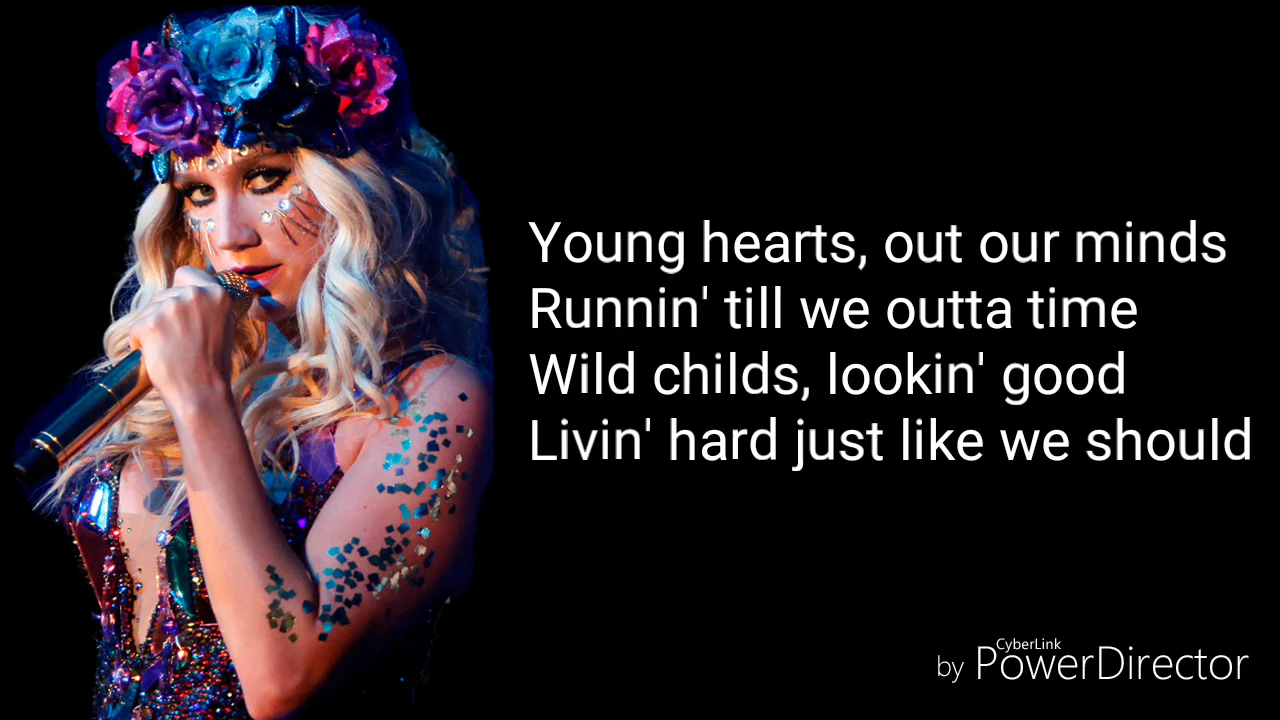 Young hearts, out our minds
Runnin' till we outta time
Wild childs, lookin' good
Livin' hard just like we should
CyberLink
by PowerDirector